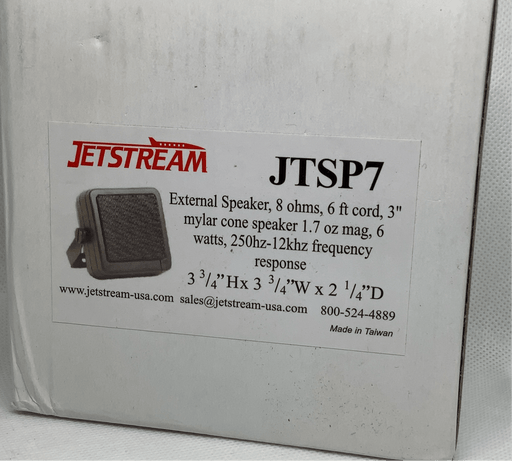 JETSTREAM
JTSP7
External Speaker, 8 ohms, 6 ft cord, 3"
mylar cone speaker 1.7 oz mag, 6
watts, 250hz-12khz frequency
response
3 3/4”Hx 3 3/4”W x 2 1/4”D
www.jetstream-usa.com sales@jetstream-usa.com 800-524-4889
Made in Taiwan